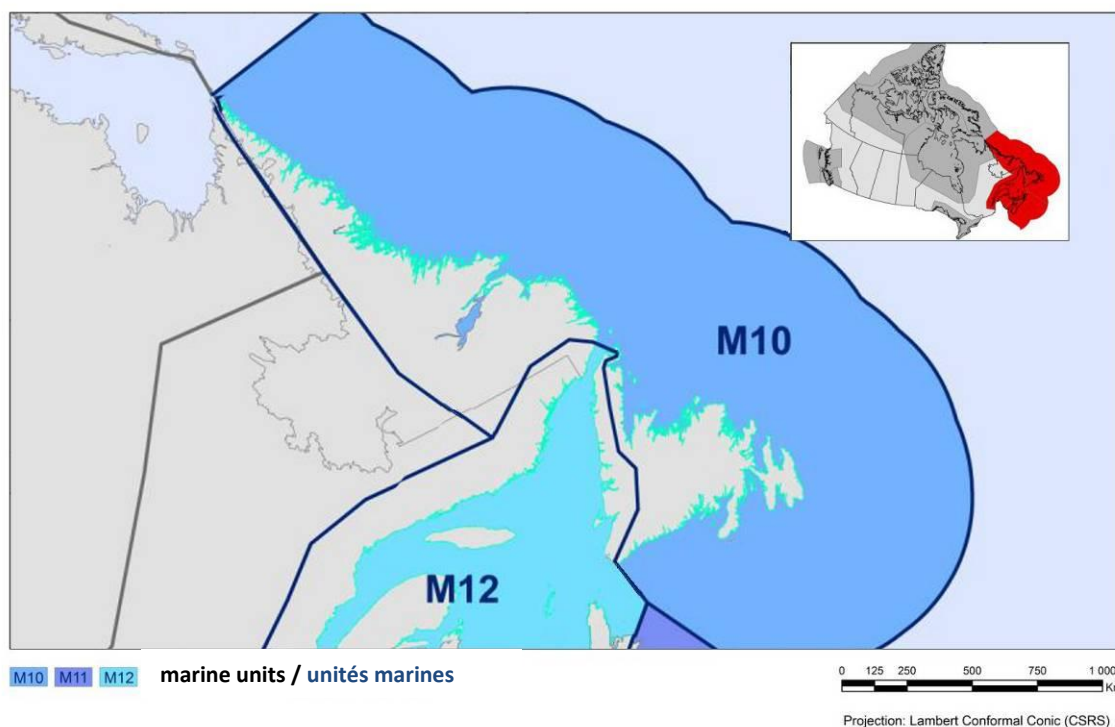 M10
M12
M10 M11 M12 marine units / unités marines
0 125 250 500 750 1 000
Km
Projection: Lambert Conformal Conic (CSRS)